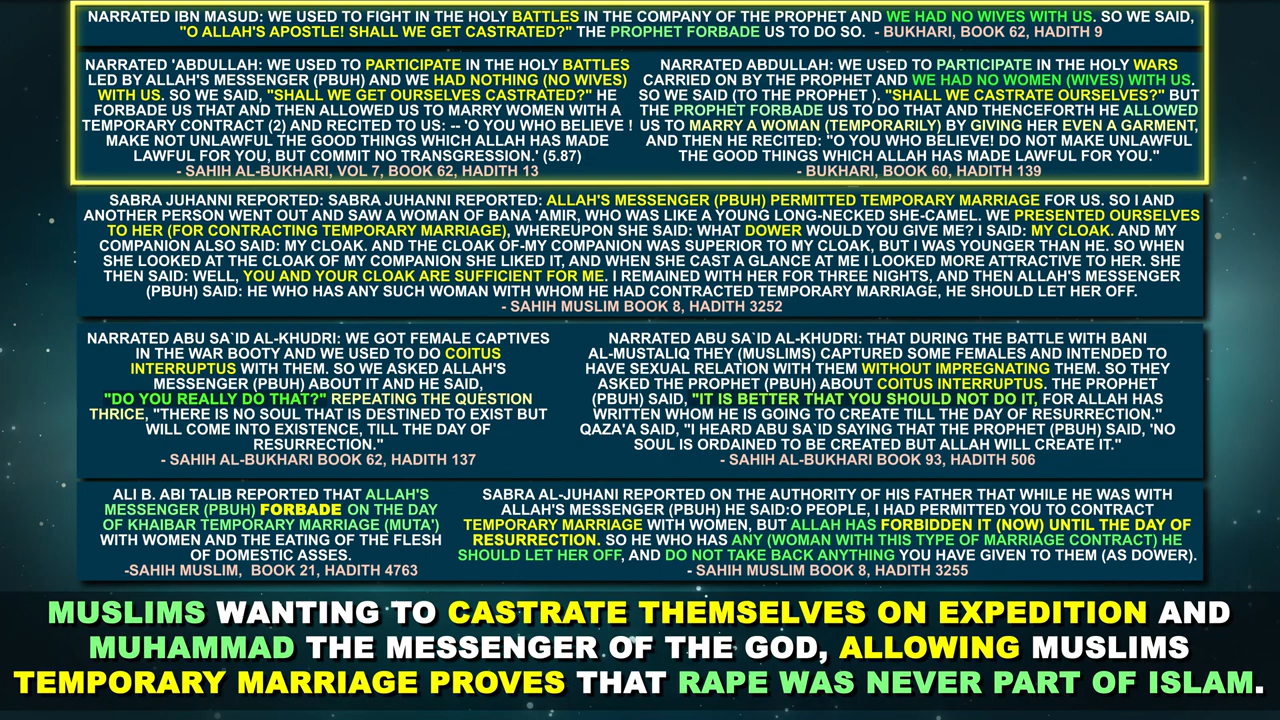 NARRATED IBN MASUD: WE USED TO FIGHT IN THE HOLY BATTLES IN THE COMPANY OF THE PROPHET AND WE HAD NO WIVES WITH US. SO WE SAID,
"O ALLAH'S APOSTLE! SHALL WE GET CASTRATED?" THE PROPHET FORBADE US TO DO SO. - BUKHARI, BOOK 62, HADITH 9
NARRATED 'ABDULLAH: WE USED TO PARTICIPATE IN THE HOLY BATTLES
LED BY ALLAH'S MESSENGER (PBUH) AND WE HAD NOTHING (NO WIVES)
WITH US. SO WE SAID, "SHALL WE GET OURSELVES CASTRATED?" HE
FORBADE US THAT AND THEN ALLOWED US TO MARRY WOMEN WITH A
TEMPORARY CONTRACT (2) AND RECITED TO US: -- 'O YOU WHO BELIEVE !
MAKE NOT UNLAWFUL THE GOOD THINGS WHICH ALLAH HAS MADE
LAWFUL FOR YOU, BUT COMMIT NO TRANSGRESSION.' (5.87)
- SAHIH AL-BUKHARI, VOL 7, BOOK 62, HADITH 13
NARRATED ABDULLAH: WE USED TO PARTICIPATE IN THE HOLY WARS
CARRIED ON BY THE PROPHET AND WE HAD NO WOMEN (WIVES) WITH US.
SO WE SAID (TO THE PROPHET ). "SHALL WE CASTRATE OURSELVES?" BUT
THE PROPHET FORBADE US TO DO THAT AND THENCEFORTH HE ALLOWED
US TO MARRY A WOMAN (TEMPORARILY) BY GIVING HER EVEN A GARMENT,
AND THEN HE RECITED: "O YOU WHO BELIEVE! DO NOT MAKE UNLAWFUL
THE GOOD THINGS WHICH ALLAH HAS MADE LAWFUL FOR YOU."
- BUKHARI, BOOK 60, HADITH 139
SABRA JUHANNI REPORTED: SABRA JUHANNI REPORTED: ALLAH'S MESSENGER (PBUH) PERMITTED TEMPORARY MARRIAGE FOR US. SO I AND
ANOTHER PERSON WENT OUT AND SAW A WOMAN OF BANA 'AMIR, WHO WAS LIKE A YOUNG LONG-NECKED SHE-CAMEL. WE PRESENTED OURSELVES
TO HER (FOR CONTRACTING TEMPORARY MARRIAGE), WHEREUPON SHE SAID: WHAT DOWER WOULD YOU GIVE ME? I SAID: MY CLOAK. AND MY
COMPANION ALSO SAID: MY CLOAK. AND THE CLOAK OF-MY COMPANION WAS SUPERIOR TO MY CLOAK, BUT I WAS YOUNGER THAN HE. SO WHEN
SHE LOOKED AT THE CLOAK OF MY COMPANION SHE LIKED IT, AND WHEN SHE CAST A GLANCE AT ME I LOOKED MORE ATTRACTIVE TO HER. SHE
THEN SAID: WELL, YOU AND YOUR CLOAK ARE SUFFICIENT FOR ME. I REMAINED WITH HER FOR THREE NIGHTS, AND THEN ALLAH'S MESSENGER
(PBUH) SAID: HE WHO HAS ANY SUCH WOMAN WITH WHOM HE HAD CONTRACTED TEMPORARY MARRIAGE, HE SHOULD LET HER OFF.
- SAHIH MUSLIM BOOK 8, HADITH 3252
NARRATED ABU SA`ID AL-KHUDRI: WE GOT FEMALE CAPTIVES
IN THE WAR BOOTY AND WE USED TO DO COITUS
INTERRUPTUS WITH THEM. SO WE ASKED ALLAH'S
MESSENGER (PBUH) ABOUT IT AND HE SAID,
"DO YOU REALLY DO THAT?" REPEATING THE QUESTION
THRICE, "THERE IS NO SOUL THAT IS DESTINED TO EXIST BUT
WILL COME INTO EXISTENCE, TILL THE DAY OF
RESURRECTION."
- SAHIH AL-BUKHARI BOOK 62, HADITH 137
NARRATED ABU SA`ID AL-KHUDRI: THAT DURING THE BATTLE WITH BANI
AL-MUSTALIQ THEY (MUSLIMS) CAPTURED SOME FEMALES AND INTENDED TO
HAVE SEXUAL RELATION WITH THEM WITHOUT IMPREGNATING THEM. SO THEY
ASKED THE PROPHET (PBUH) ABOUT COITUS INTERRUPTUS. THE PROPHET
(PBUH) SAID, "IT IS BETTER THAT YOU SHOULD NOT DO IT, FOR ALLAH HAS
WRITTEN WHOM HE IS GOING TO CREATE TILL THE DAY OF RESURRECTION."
QAZA'A SAID, "I HEARD ABU SA`ID SAYING THAT THE PROPHET (PBUH) SAID, 'NO
SOUL IS ORDAINED TO BE CREATED BUT ALLAH WILL CREATE IT."
- SAHIH AL-BUKHARI BOOK 93, HADITH 506
ALI B. ABI TALIB REPORTED THAT ALLAH'S
MESSENGER (PBUH) FORBADE ON THE DAY
OF KHAIBAR TEMPORARY MARRIAGE (MUTA')
WITH WOMEN AND THE EATING OF THE FLESH
OF DOMESTIC ASSES.
-SAHIH MUSLIM, BOOK 21, HADITH 4763
SABRA AL-JUHANI REPORTED ON THE AUTHORITY OF HIS FATHER THAT WHILE HE WAS WITH
ALLAH'S MESSENGER (PBUH) HE SAID:O PEOPLE, I HAD PERMITTED YOU TO CONTRACT
TEMPORARY MARRIAGE WITH WOMEN, BUT ALLAH HAS FORBIDDEN IT (NOW) UNTIL THE DAY OF
RESURRECTION. SO HE WHO HAS ANY (WOMAN WITH THIS TYPE OF MARRIAGE CONTRACT) HE
SHOULD LET HER OFF, AND DO NOT TAKE BACK ANYTHING YOU HAVE GIVEN TO THEM (AS DOWER).
- SAHIH MUSLIM BOOK 8, HADITH 3255
MUSLIMS WANTING TO CASTRATE THEMSELVES ON EXPEDITION AND
MUHAMMAD THE MESSENGER OF THE GOD, ALLOWING MUSLIMS
TEMPORARY MARRIAGE PROVES THAT RAPE WAS NEVER PART OF ISLAM.